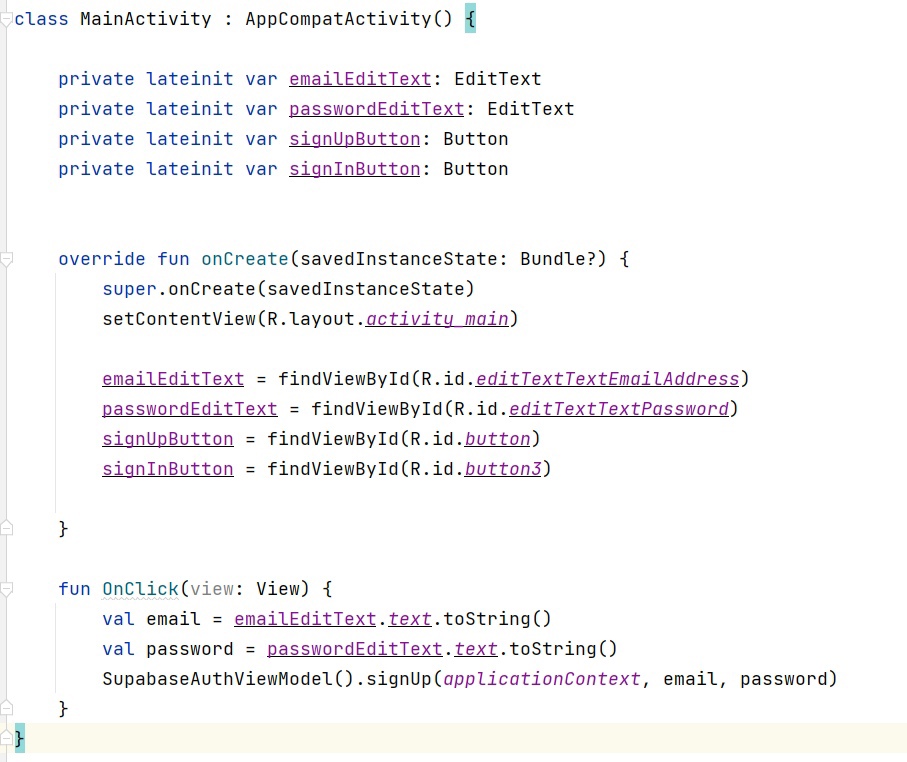 class MainActivity : AppCompatActivity() {
    private lateinit var emailEditText: EditText
    private lateinit var passwordEditText: EditText
    private lateinit var signUpButton: Button
    private lateinit var signInButton: Button
    override fun onCreate(savedInstanceState: Bundle?) {
        super.onCreate(savedInstanceState)
        setContentView(R.layout.activity_main)
        emailEditText = findViewById(R.id.editTextTextEmailAddress)
        passwordEditText = findViewById(R.id.editTextTextPassword)
        signUpButton = findViewById(R.id.button)
        signInButton = findViewById(R.id.button3)
    }
    fun OnClick(view: View) {
        val email = emailEditText.text.toString()
        val password = passwordEditText.text.toString()
        SupabaseAuthViewModel().signUp(applicationContext, email, password)
    }
}